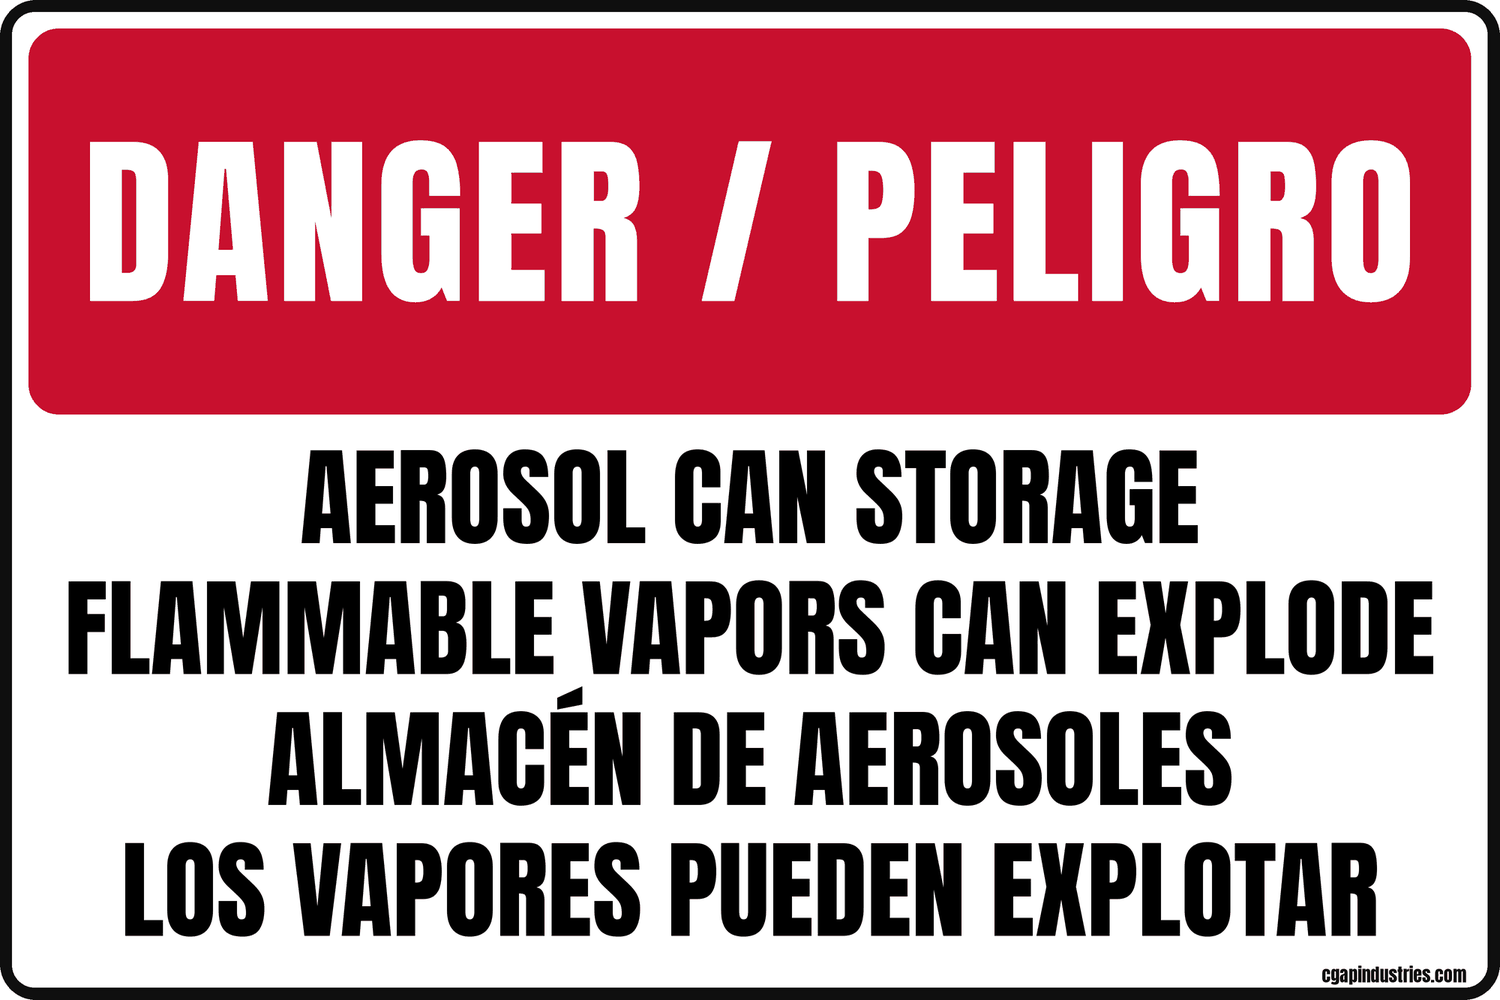 DANGER / PELIGRO
AEROSOL CAN STORAGE
FLAMMABLE VAPORS CAN EXPLODE
ALMACÉN DE AEROSOLES
LOS VAPORES PUEDEN EXPLOTAR
cgapindustries.com